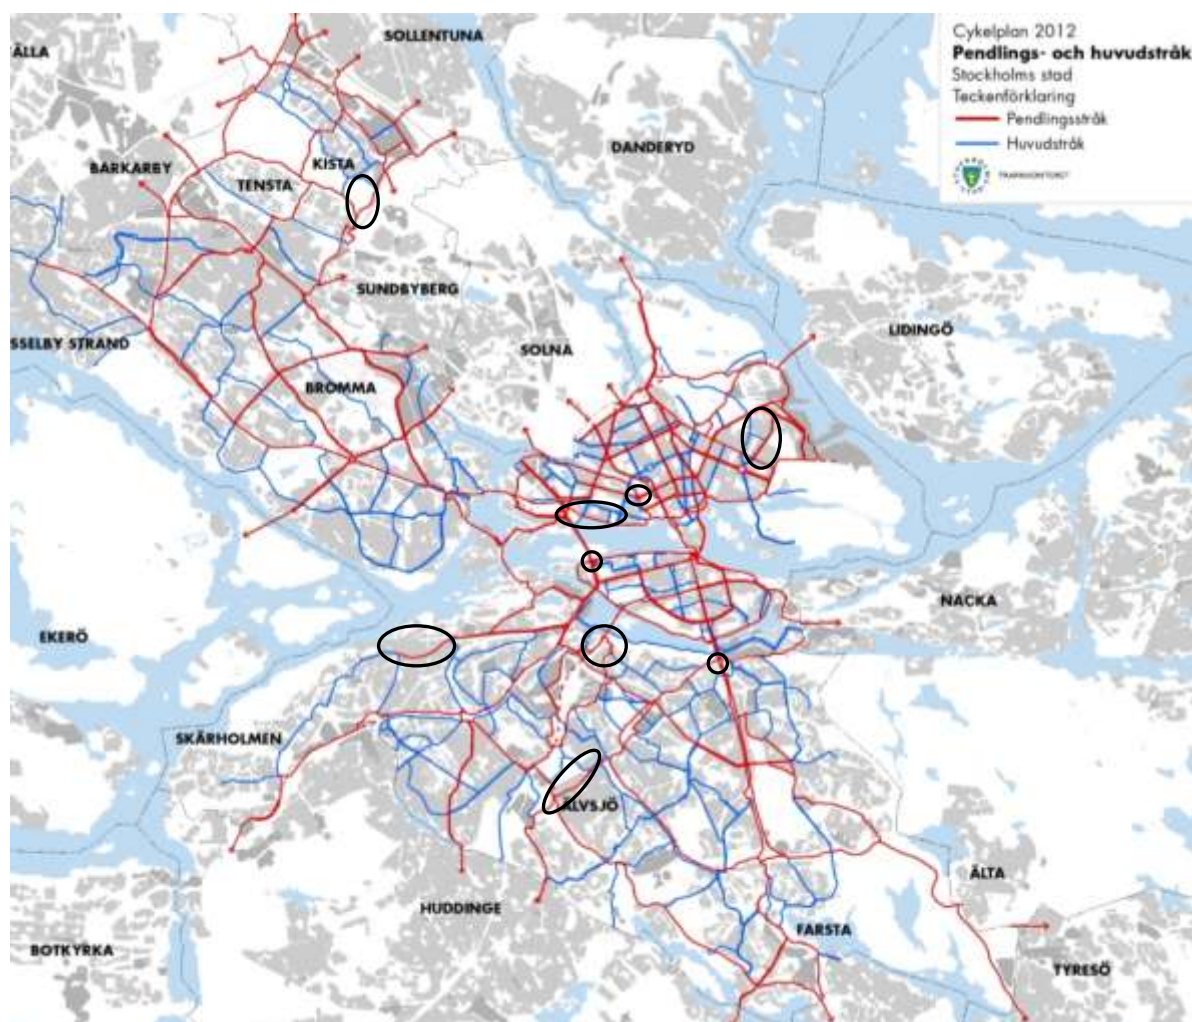 Cykelplan 2012
Pendlings- och huvudstråk
Stockholms stad
Teckenförklaring
Pendlingsstråk
Huvudstråk
SOLLENTUNA
ÄLLA
DANDERYD
BARKARBY
KISTA
TENSTA
SUNDBYBERG
LIDINGÖ
SSELBY STRAND
SOLNA
BROMMA
NACKA
EKERÖ
SKÄRHOLMEN
ÄLVSJÖ
ÄLTA
HUDDINGE
FARSTA
BOTKYRKA
TYRESÖ